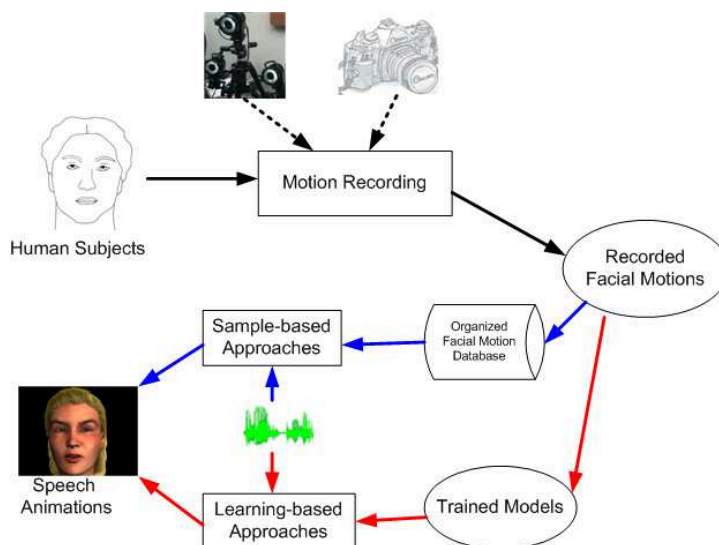 Motion Recording
Human Subjects
Recorded
Facial Motions
Sample-based
Approaches
Organized
Facial Motion
Database
Speech
Animations
Learning-based
Approaches
Trained Models